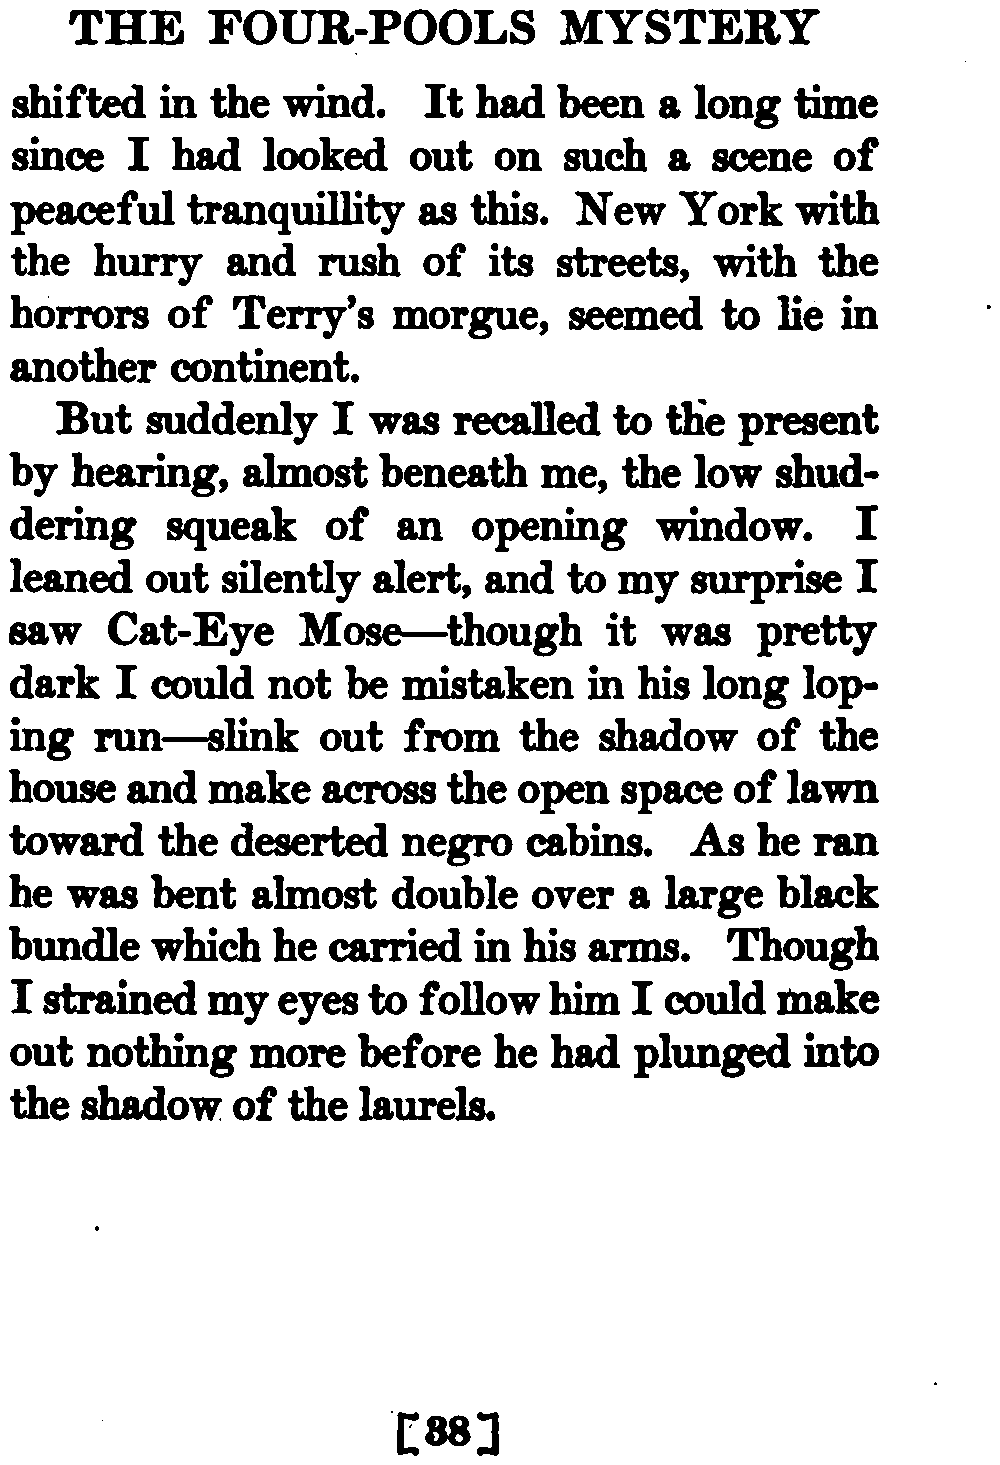 THE FOUR-POOLS MYSTERY
shifted in the wind. It had been a long time
since I had looked out on such a scene of
peaceful tranquillity as this. New York with
the hurry and rush of its streets, with the
horrors of Terry's morgue, seemed to lie in
another continent.
But suddenly I was recalled to the present
by hearing, almost beneath me, the low shud-
dering squeak of an opening window. I
leaned out silently alert, and to my surprise I
saw Cat-Eye Mose—though it was pretty
dark I could not be mistaken in his long lop-
ing run—slink out from the shadow of the
house and make across the open space of lawn
toward the deserted negro cabins. As he ran
he was bent almost double over a large black
bundle which he carried in his arms. Though
I strained my eyes to follow him I could make
out nothing more before he had plunged into
the shadow of the laurels.
[38]